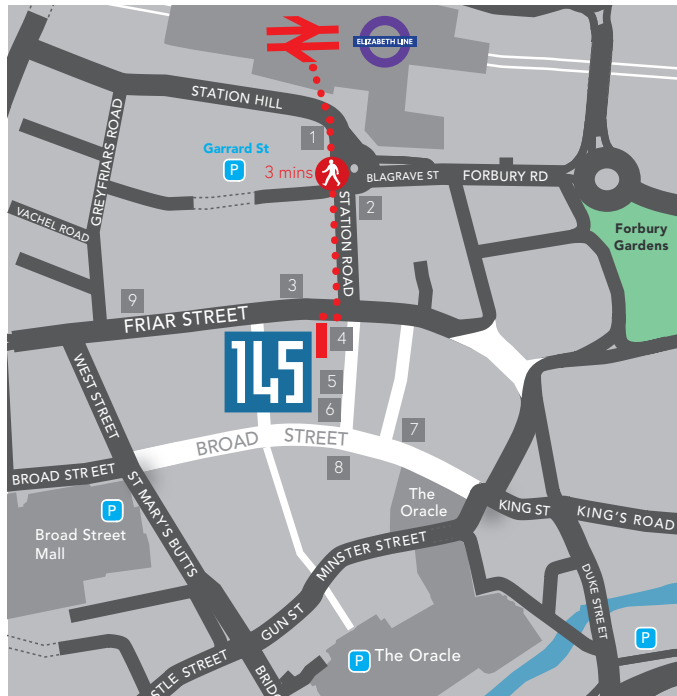 ELIZABETH LINE
STATION HILL
1
Garrard St
P
3 mins
GREYFRIARS ROAD
BLAGRAVE ST
FORBURY RD
2
STATION ROAD
VACHEL ROAD
Forbury
Gardens
3
9
FRIAR STREET
4
145
5
6
WEST STREET
7
BROAD STREET
8
BROAD STREET
ST MARY'S BUTTS
The
Oracle
KING ST
KING'S ROAD
P
Broad Street
Mall
MINSTER STREET
DUKE STREET
GUN ST
P
P
The Oracle
STLE STREET
BRIDG